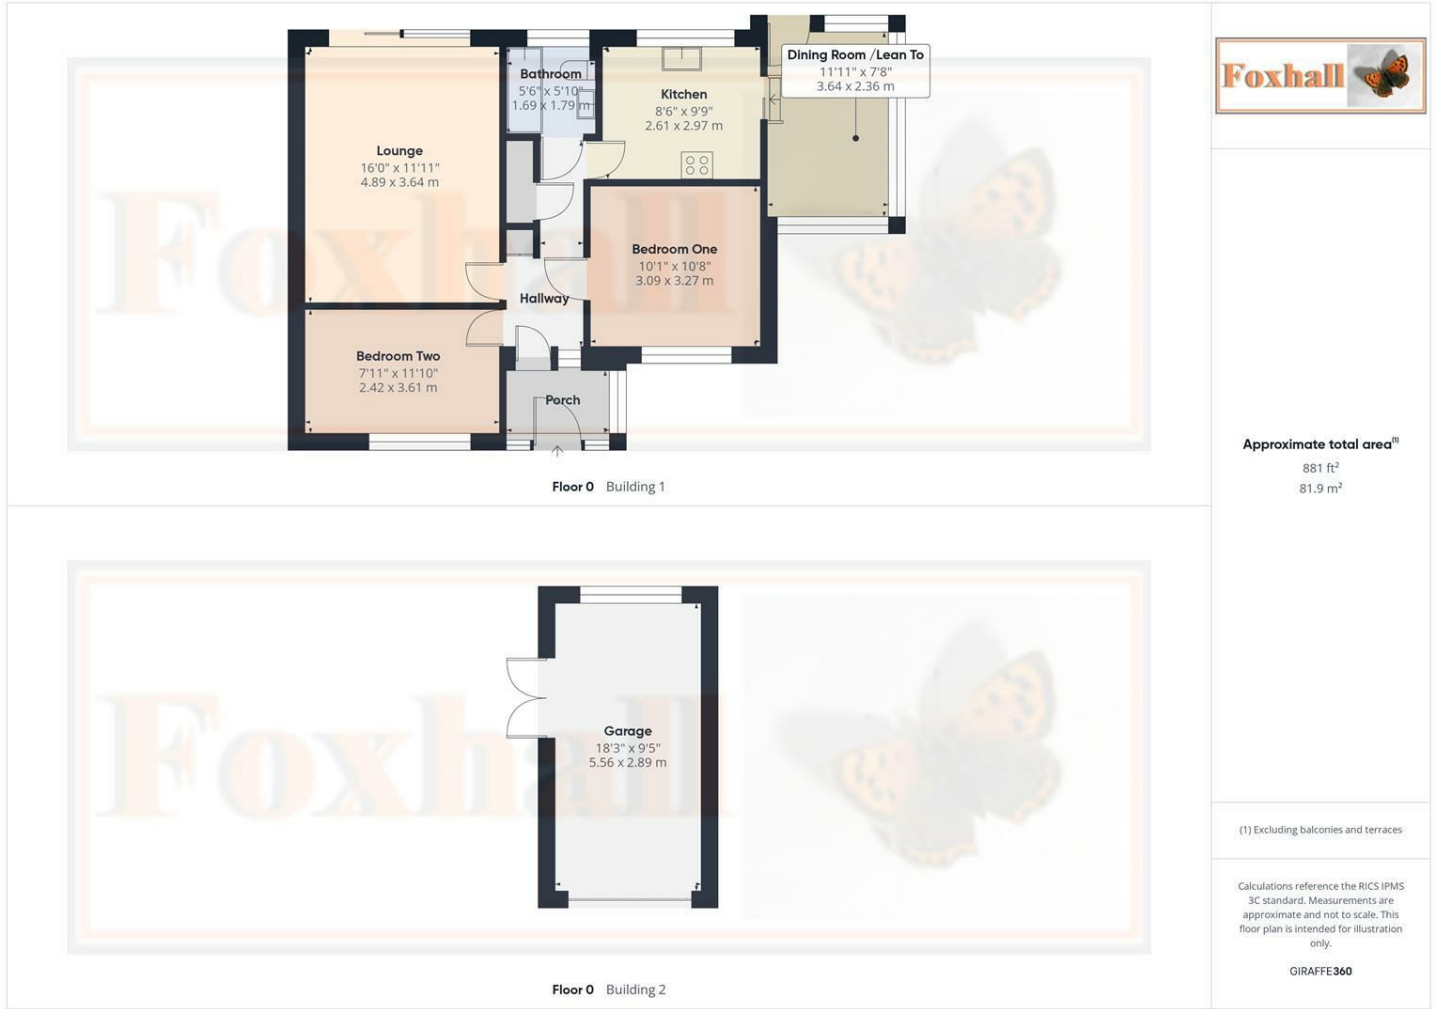 Dining Room /Lean To
11'11" x 7'8"
3.64 x 2.36 m
Bathroom
5'6" x 5'10"
1.69 x 1.79 m
Kitchen
8'6" x 9'9"
2.61 x 2.97 m
Lounge
16'0" x 11'11"
4.89 x 3.64 m
Bedroom One
10'1" x 10'8"
3.09 x 3.27 m
Hallway
Bedroom Two
7'11" x 11'10"
2.42 x 3.61 m
Porch
Foxhall
Floor 0 Building 1
Garage
18'3" x 9'5"
5.56 x 2.89 m
Foxhall
Floor 0 Building 2
Foxhall
Approximate total area(1)
881 ft²
81.9 m²
(1) Excluding balconies and terraces
Calculations reference the RICS IPMS
3C standard. Measurements are
approximate and not to scale. This
floor plan is intended for illustration
only.
GIRAFFE360